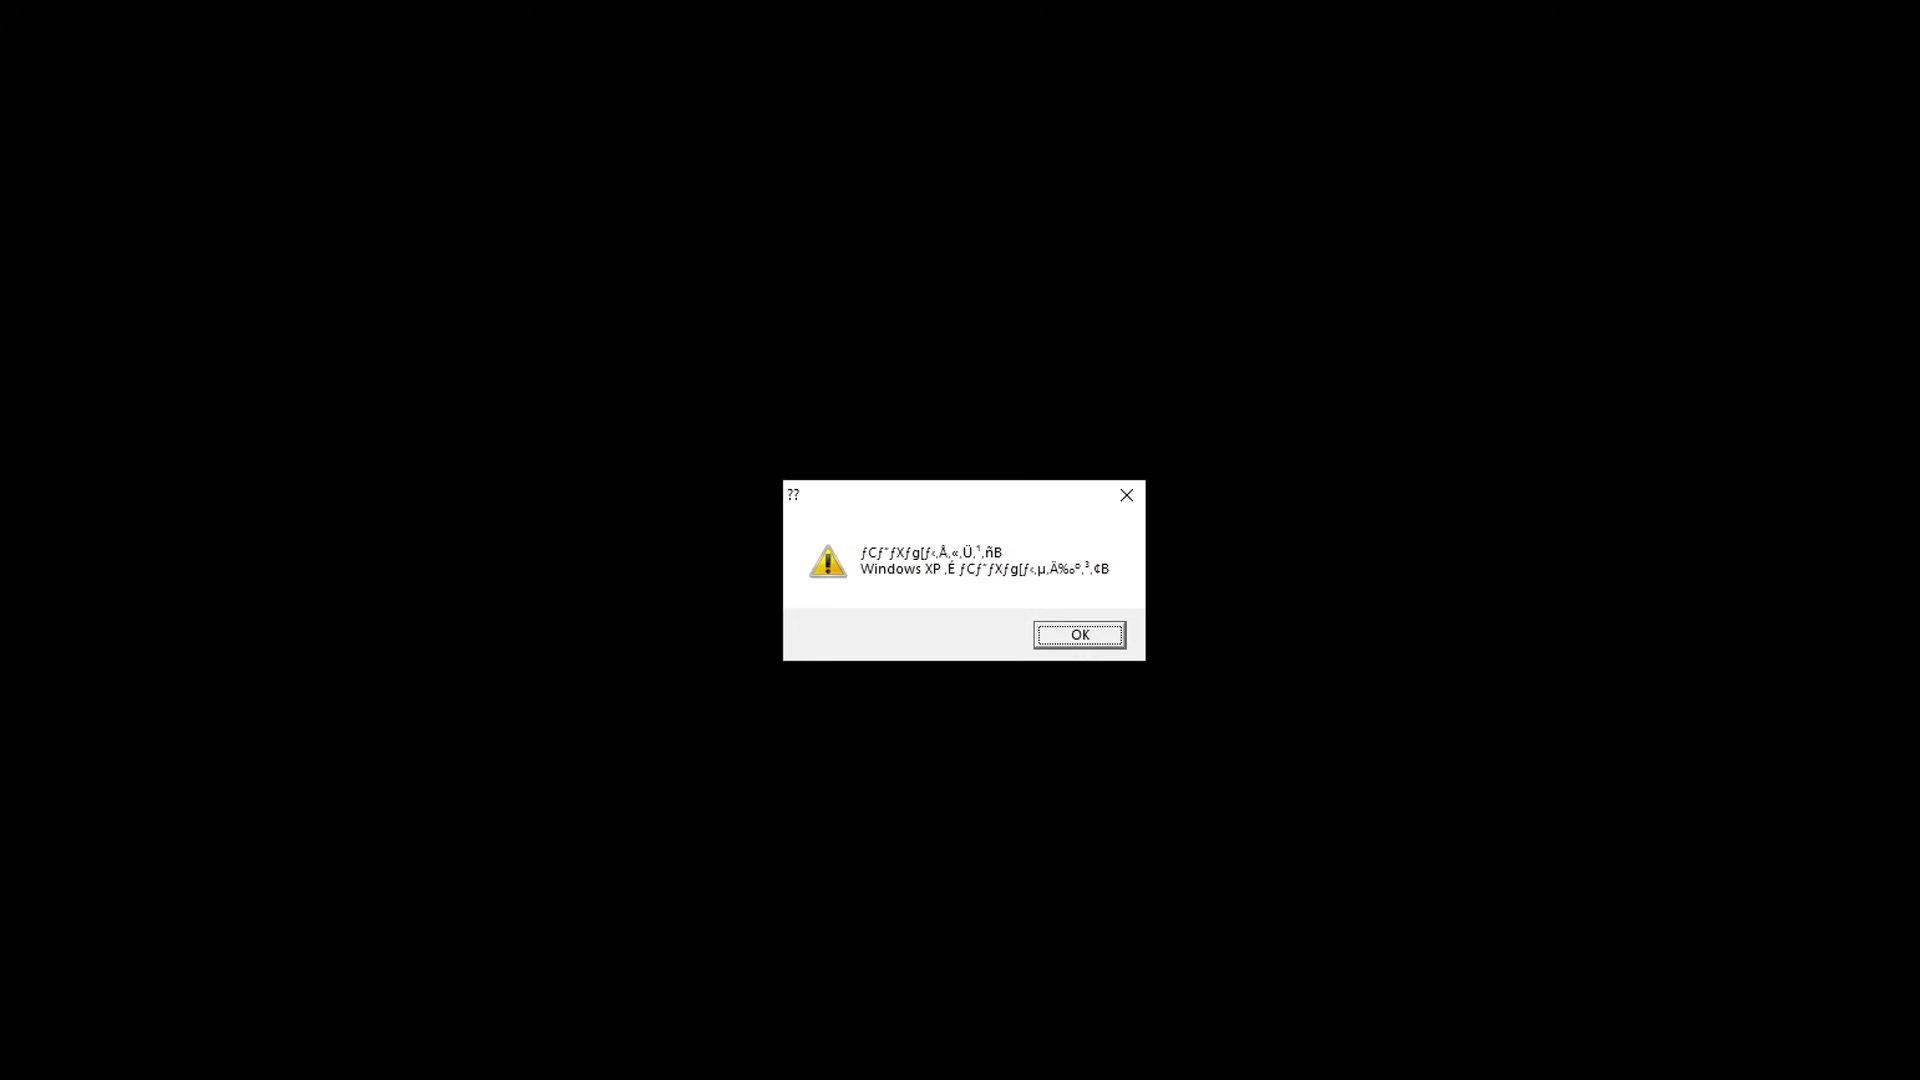 ??
ƒCƒ“ƒXƒg[ƒ‹‚Å‚«‚Ü‚¹‚ñB
Windows XP ‚É ƒCƒ“ƒXƒg[ƒ‹‚µ‚Ä‰º‚³‚¢B
OK